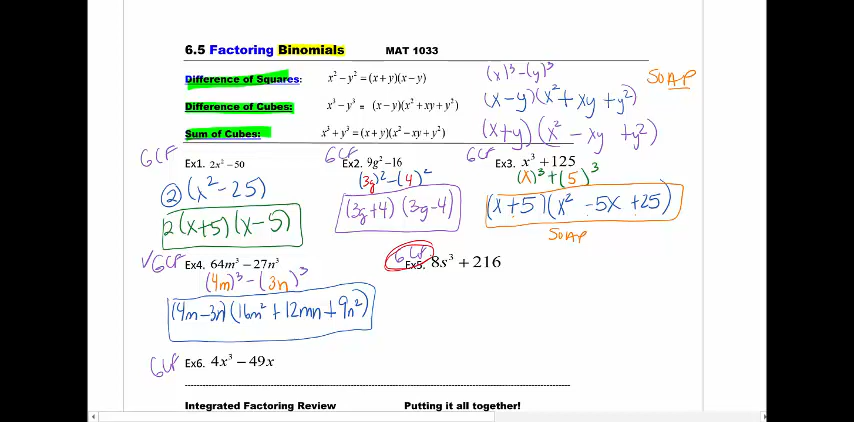 6.5 Factoring Binomials MAT 1033
(x)³ - (y)³
SOAP
Difference of Squares: x² − y² = (x + y)(x − y)
(x - y)(x² + xy + y²)
Difference of Cubes: x³ − y³ = (x − y)(x² + xy + y²)
Sum of Cubes: x³ + y³ = (x + y)(x² − xy + y²)
(x+y) (x² - xy + y²)
GCF Ex1. 2x² − 50
2(x² - 25)
2(x+5)(x-5)
GCF Ex2. 9g² − 16
(3g)² - (4)²
(3g+4)(3g-4)
GCF Ex3. x³ + 125
(x)³ + (5)³
(x+5)(x² - 5x + 25)
SOAP
√GCF Ex4. 64m³ − 27n³
(4m)³ - (3n)³
(4m-3n)(16m² + 12mn + 9n²)
GCF Ex5. 8s³ + 216
GCF Ex6. 4x³ − 49x
Integrated Factoring Review Putting it all together!